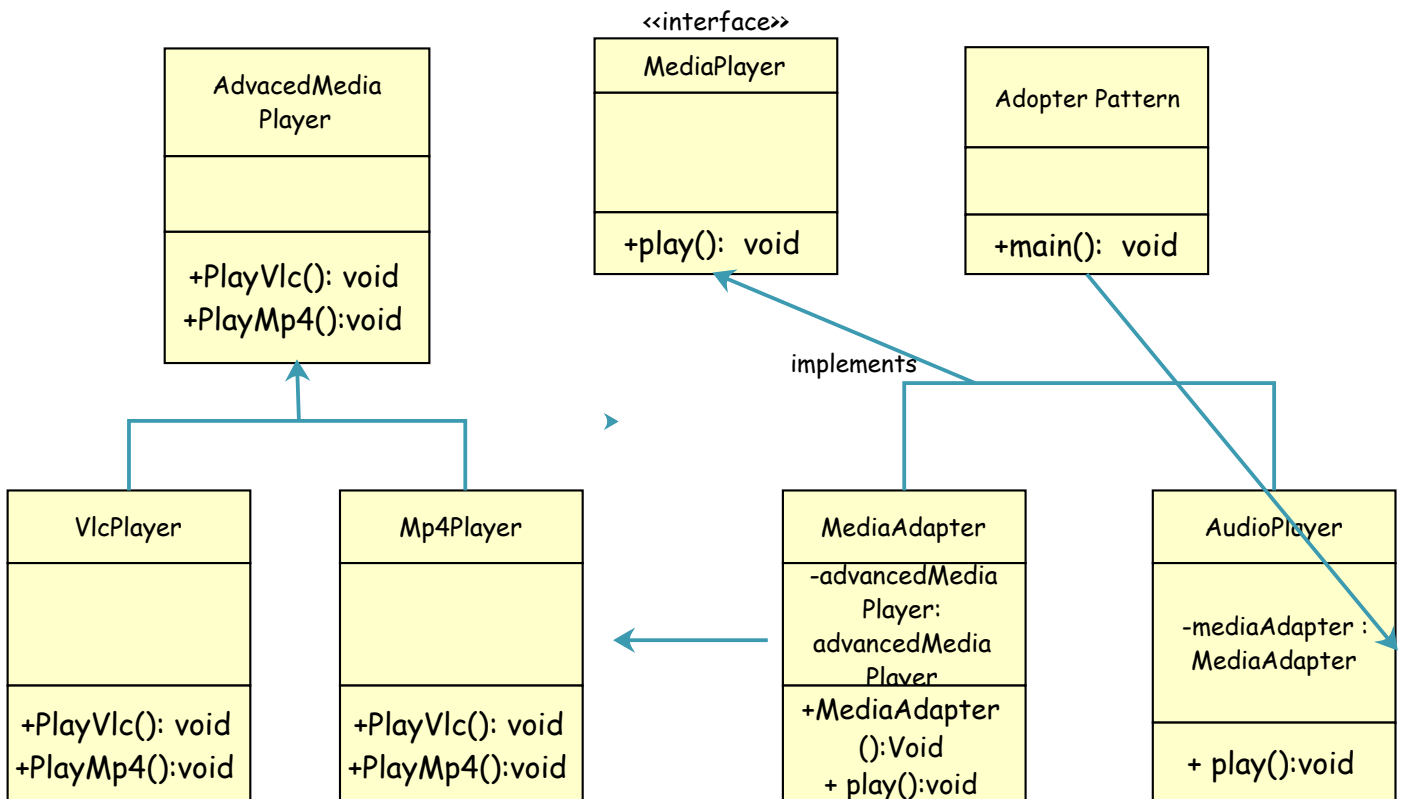 <<interface>>
AdvacedMedia
Player
MediaPlayer
Adopter Pattern
+PlayVlc(): void
+PlayMp4():void
+play(): void
+main(): void
implements
VlcPlayer
+PlayVlc(): void
+PlayMp4():void
Mp4Player
+PlayVlc(): void
+PlayMp4():void
MediaAdapter
-advancedMedia
Player:
advancedMedia
Player
+MediaAdapter
():Void
+ play():void
AudioPlayer
-mediaAdapter :
MediaAdapter
+ play():void